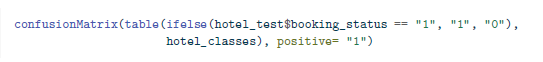 confusionMatrix(table(ifelse(hotel_test$booking_status == "1", "1", "0"),
hotel_classes), positive= "1")